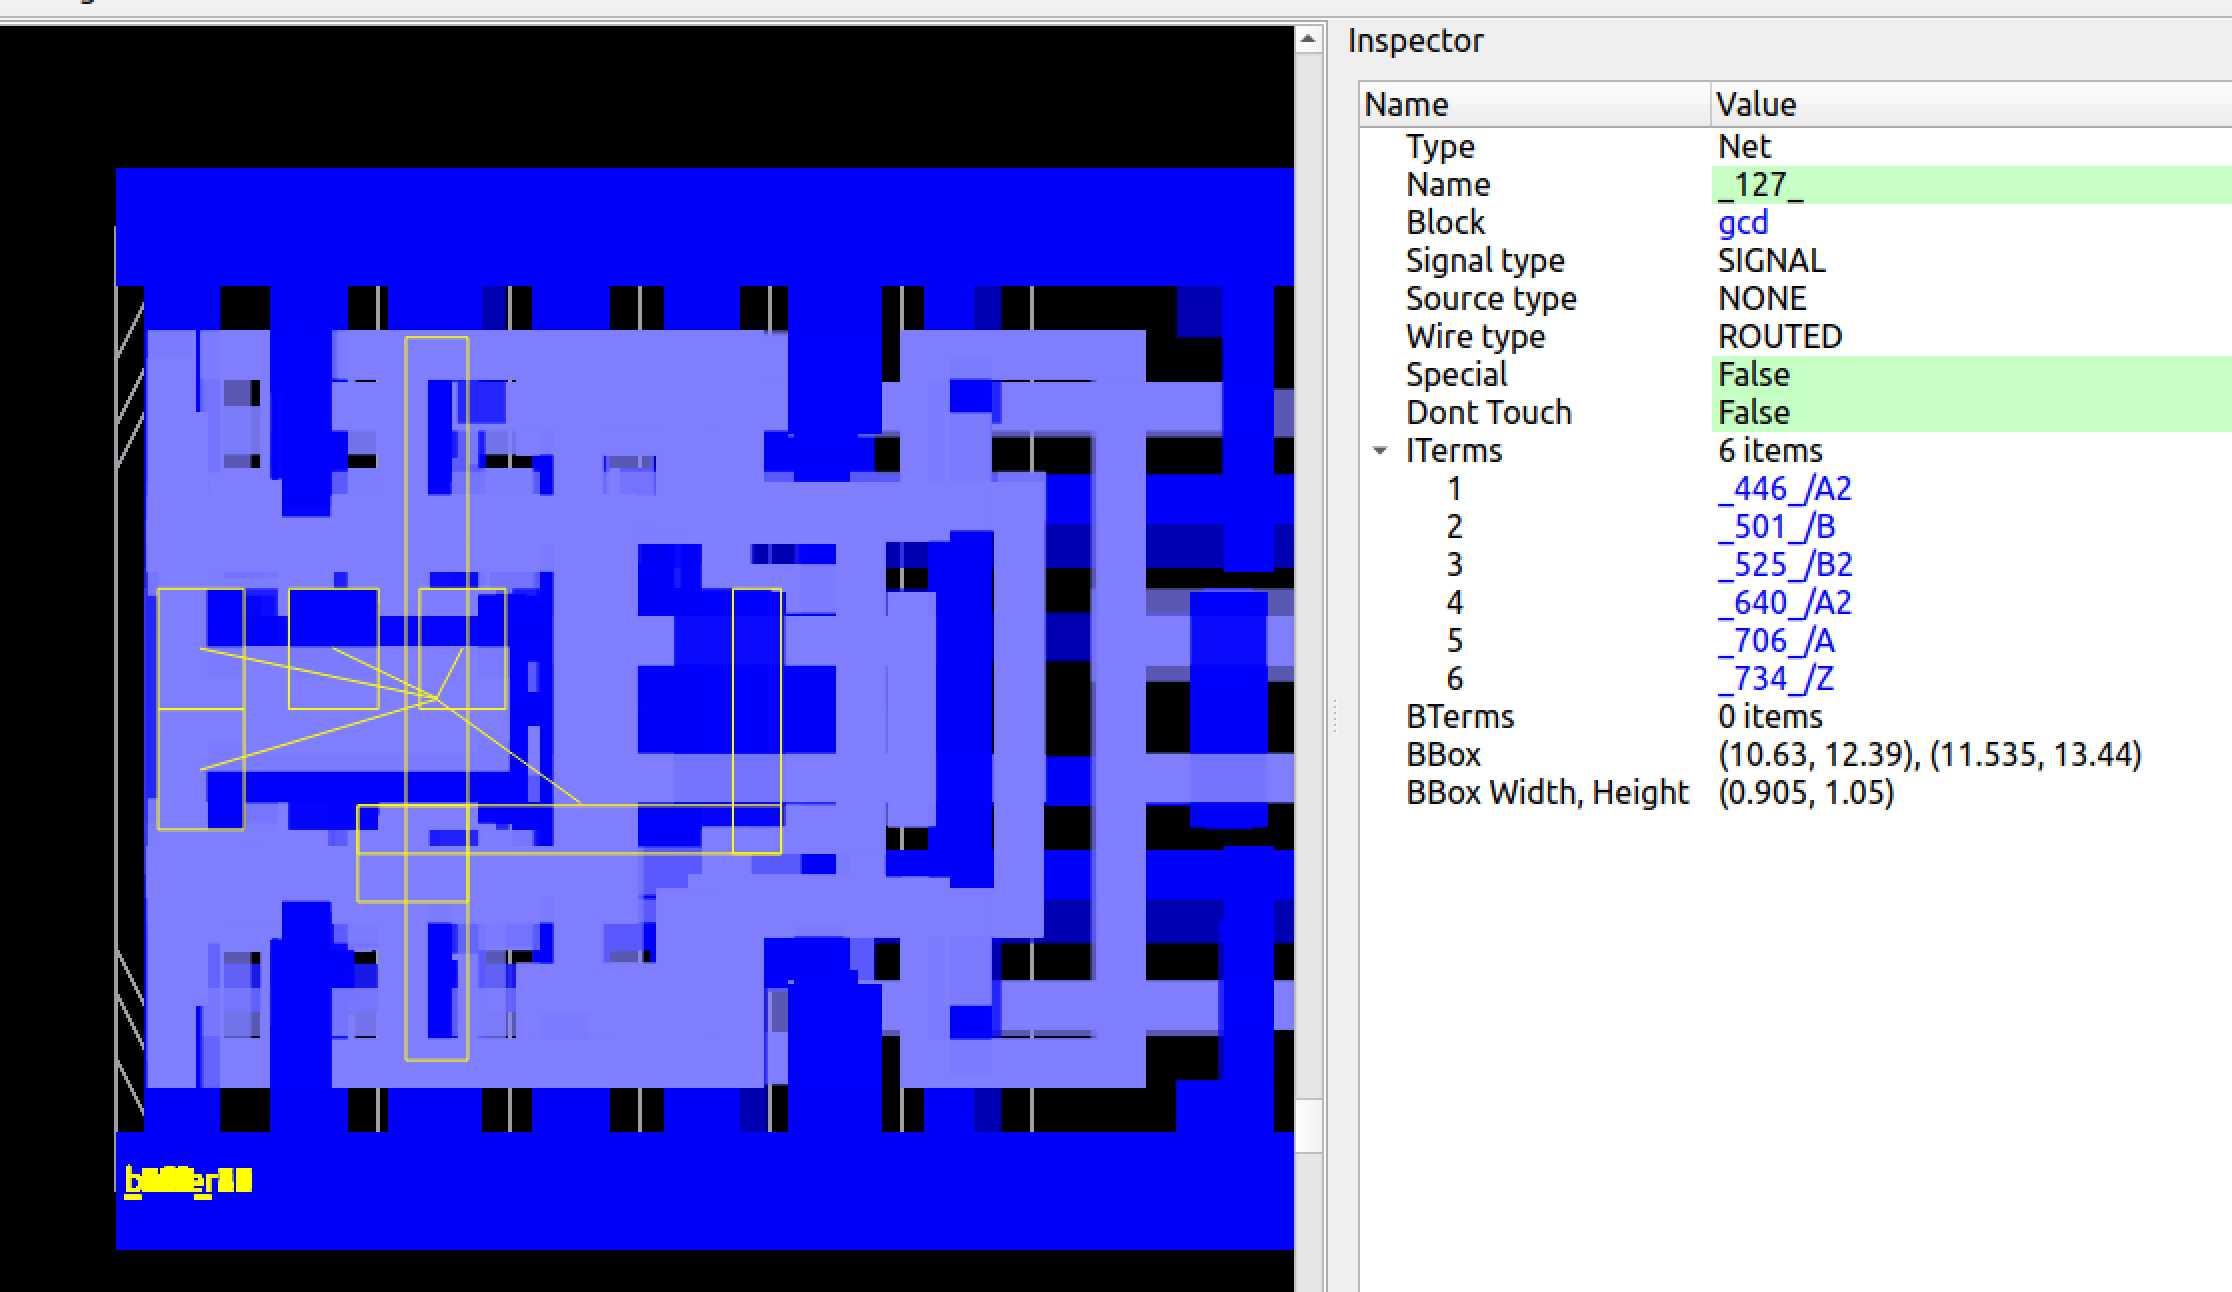 Inspector
Name Value
Type Net
Name _127_
Block gcd
Signal type SIGNAL
Source type NONE
Wire type ROUTED
Special False
Dont Touch False
ITerms 6 items
1 _446_/A2
2 _501_/B
3 _525_/B2
4 _640_/A2
5 _706_/A
6 _734_/Z
BTerms 0 items
BBox (10.63, 12.39), (11.535, 13.44)
BBox Width, Height (0.905, 1.05)